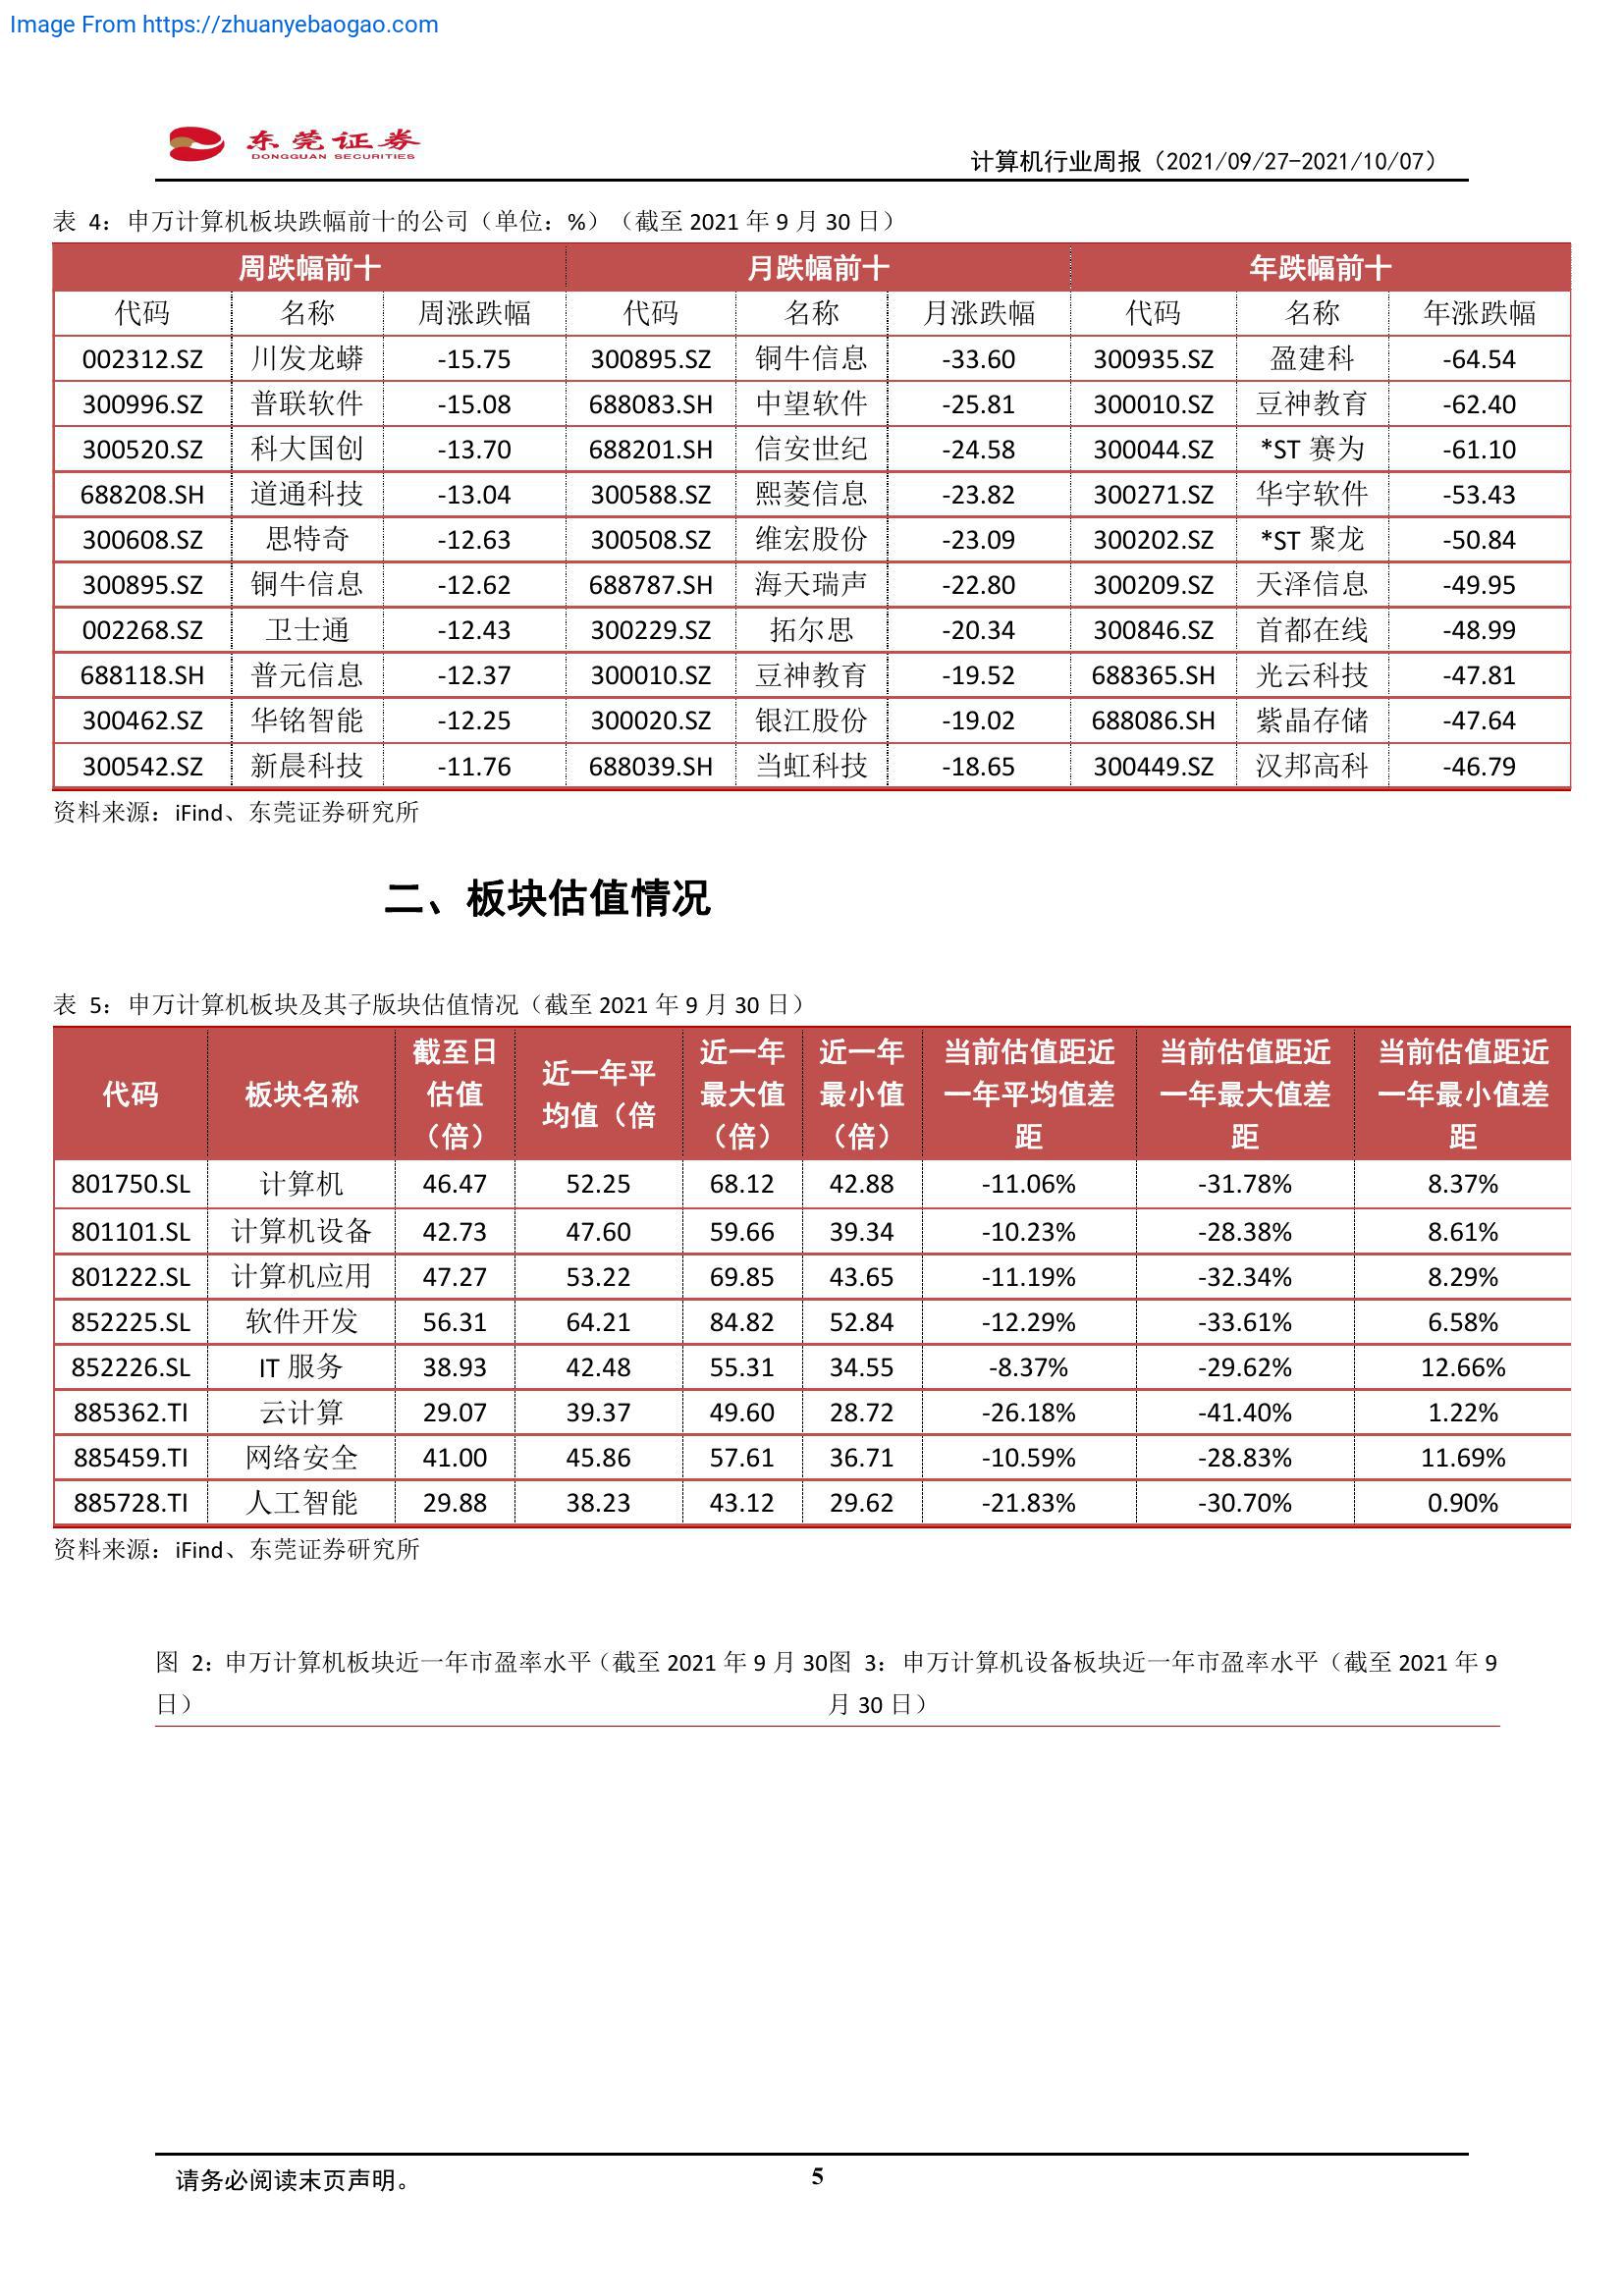 Image From https://zhuanyebaogao.com
东莞证券
DONGGUAN SECURITIES
计算机行业周报（2021/09/27-2021/10/07）
表 4：申万计算机板块跌幅前十的公司（单位：%）（截至 2021 年 9 月 30 日）
周跌幅前十 月跌幅前十 年跌幅前十
代码 名称 周涨跌幅 代码 名称 月涨跌幅 代码 名称 年涨跌幅
002312.SZ 川发龙蟒 -15.75 300895.SZ 铜牛信息 -33.60 300935.SZ 盈建科 -64.54
300996.SZ 普联软件 -15.08 688083.SH 中望软件 -25.81 300010.SZ 豆神教育 -62.40
300520.SZ 科大国创 -13.70 688201.SH 信安世纪 -24.58 300044.SZ *ST 赛为 -61.10
688208.SH 道通科技 -13.04 300588.SZ 熙菱信息 -23.82 300271.SZ 华宇软件 -53.43
300608.SZ 思特奇 -12.63 300508.SZ 维宏股份 -23.09 300202.SZ *ST 聚龙 -50.84
300895.SZ 铜牛信息 -12.62 688787.SH 海天瑞声 -22.80 300209.SZ 天泽信息 -49.95
002268.SZ 卫士通 -12.43 300229.SZ 拓尔思 -20.34 300846.SZ 首都在线 -48.99
688118.SH 普元信息 -12.37 300010.SZ 豆神教育 -19.52 688365.SH 光云科技 -47.81
300462.SZ 华铭智能 -12.25 300020.SZ 银江股份 -19.02 688086.SH 紫晶存储 -47.64
300542.SZ 新晨科技 -11.76 688039.SH 当虹科技 -18.65 300449.SZ 汉邦高科 -46.79
资料来源：iFind、东莞证券研究所
二、板块估值情况
表 5：申万计算机板块及其子版块估值情况（截至 2021 年 9 月 30 日）
代码 板块名称 截至日估值（倍） 近一年平均值（倍 近一年最大值（倍） 近一年最小值（倍） 当前估值距近一年平均值差距 当前估值距近一年最大值差距 当前估值距近一年最小值差距
801750.SL 计算机 46.47 52.25 68.12 42.88 -11.06% -31.78% 8.37%
801101.SL 计算机设备 42.73 47.60 59.66 39.34 -10.23% -28.38% 8.61%
801222.SL 计算机应用 47.27 53.22 69.85 43.65 -11.19% -32.34% 8.29%
852225.SL 软件开发 56.31 64.21 84.82 52.84 -12.29% -33.61% 6.58%
852226.SL IT 服务 38.93 42.48 55.31 34.55 -8.37% -29.62% 12.66%
885362.TI 云计算 29.07 39.37 49.60 28.72 -26.18% -41.40% 1.22%
885459.TI 网络安全 41.00 45.86 57.61 36.71 -10.59% -28.83% 11.69%
885728.TI 人工智能 29.88 38.23 43.12 29.62 -21.83% -30.70% 0.90%
资料来源：iFind、东莞证券研究所
图 2：申万计算机板块近一年市盈率水平（截至 2021 年 9 月 30
日）
图 3：申万计算机设备板块近一年市盈率水平（截至 2021 年 9
月 30 日）
请务必阅读末页声明。
5